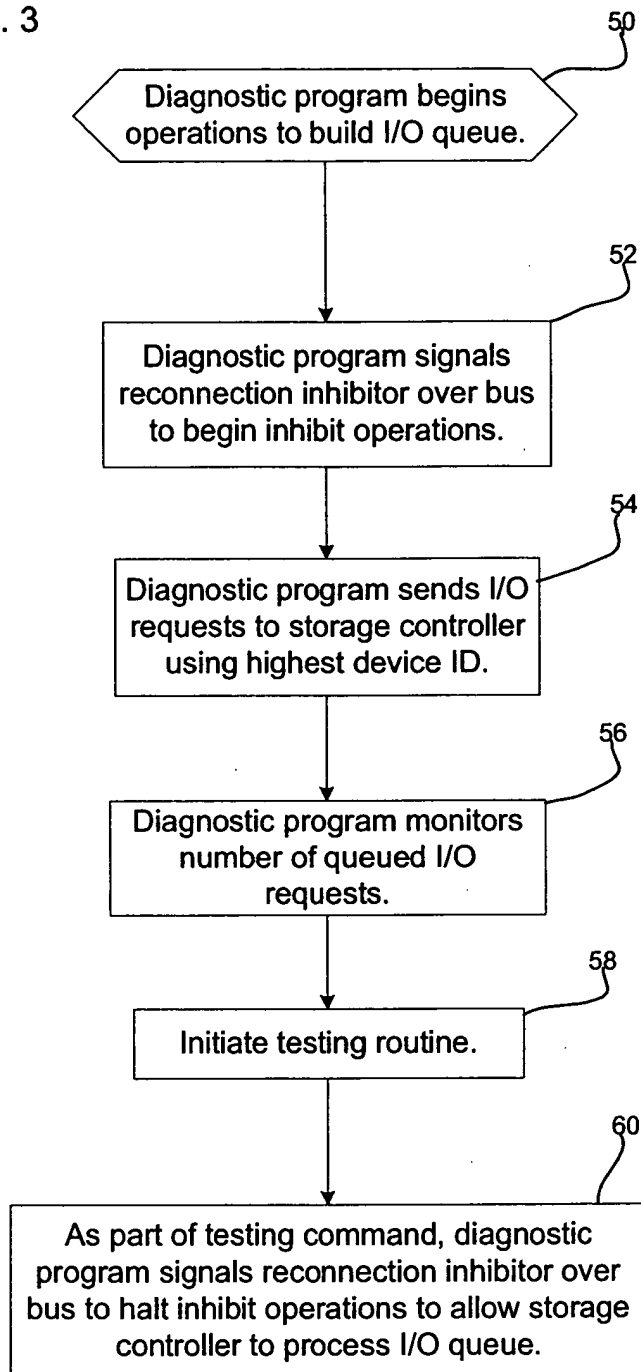 . 3
50
Diagnostic program begins
operations to build I/O queue.
52
Diagnostic program signals
reconnection inhibitor over bus
to begin inhibit operations.
54
Diagnostic program sends I/O
requests to storage controller
using highest device ID.
56
Diagnostic program monitors
number of queued I/O
requests.
58
Initiate testing routine.
60
As part of testing command, diagnostic
program signals reconnection inhibitor over
bus to halt inhibit operations to allow storage
controller to process I/O queue.